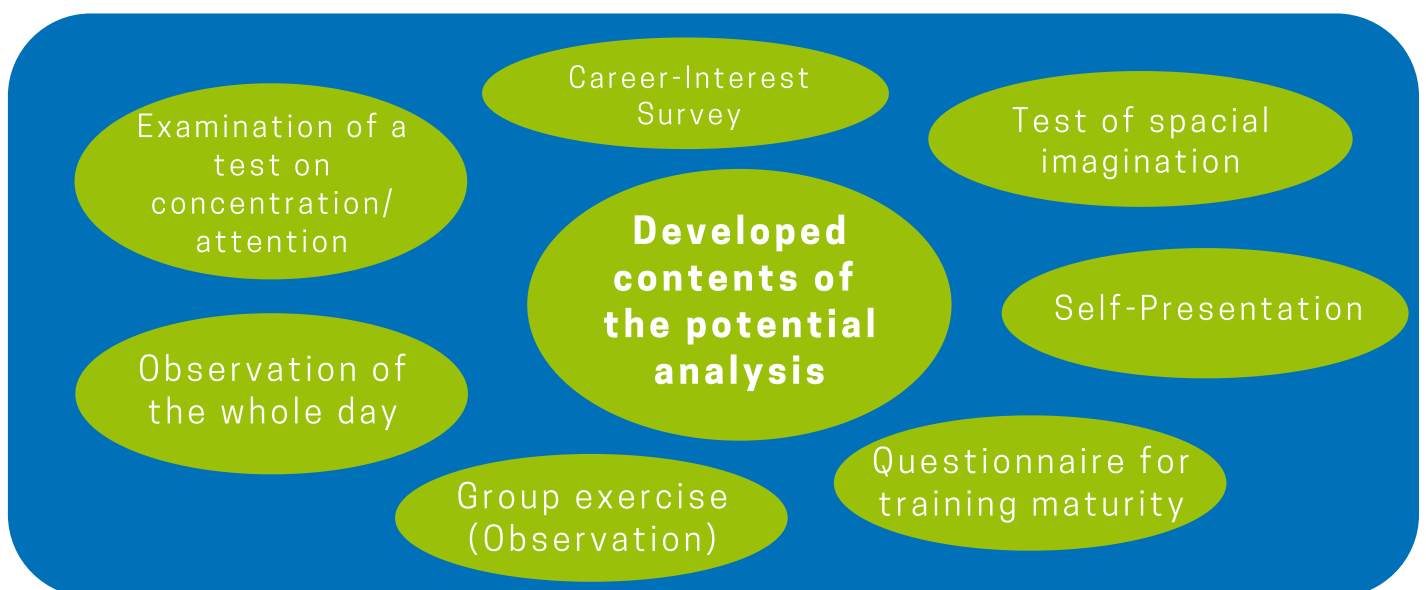 Career-Interest
Survey
Examination of a
test on
concentration/
attention
Test of spacial
imagination
Developed
contents of
the potential
analysis
Self-Presentation
Observation of
the whole day
Questionnaire for
training maturity
Group exercise
(Observation)